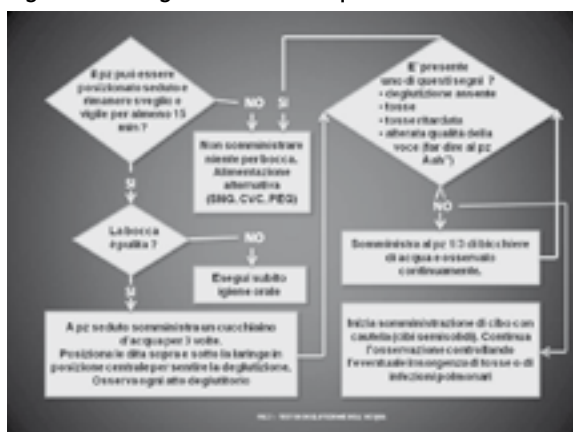 Il pz può essere
posizionato seduto e
rimanere sveglio e
vigile per almeno 15
min ?
NO
SI
Non somministrare
niente per bocca.
Alimentazione
alternativa
(SNG, CVC, PEG)
SI
La bocca
è pulita ?
NO
Esegui subito
igiene orale
SI
A pz seduto somministra un cucchiaino
d'acqua per 3 volte.
Posiziona le dita sopra e sotto la laringe in
posizione centrale per sentire la deglutizione.
Osserva ogni atto deglutitorio
E' presente
uno di questi segni ?
• deglutizione assente
• tosse
• tosse ritardata
• alterata qualità della
voce (far dire al pz
Aah")
NO
Somministra al pz 1/3 di bicchiere
di acqua e osservalo
continuamente.
Inizia somministrazione di cibo con
cautela (cibi semisolidi). Continua
l'osservazione controllando
l'eventuale insorgenza di tosse o di
infezioni polmonari